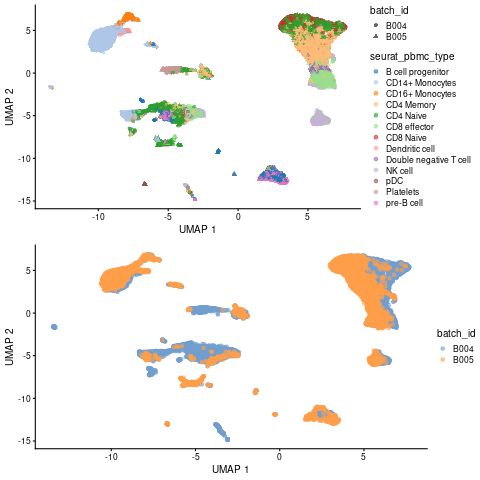 batch_id
B004
B005
seurat_pbmc_type
B cell progenitor
CD14+ Monocytes
CD16+ Monocytes
CD4 Memory
CD4 Naive
CD8 effector
CD8 Naive
Dendritic cell
Double negative T cell
NK cell
pDC
Platelets
pre-B cell
UMAP 2
5
0
-5
-10
-15
-10
-5
0
5
UMAP 1
UMAP 2
5
0
-5
-10
-15
-10
-5
0
5
UMAP 1
batch_id
B004
B005